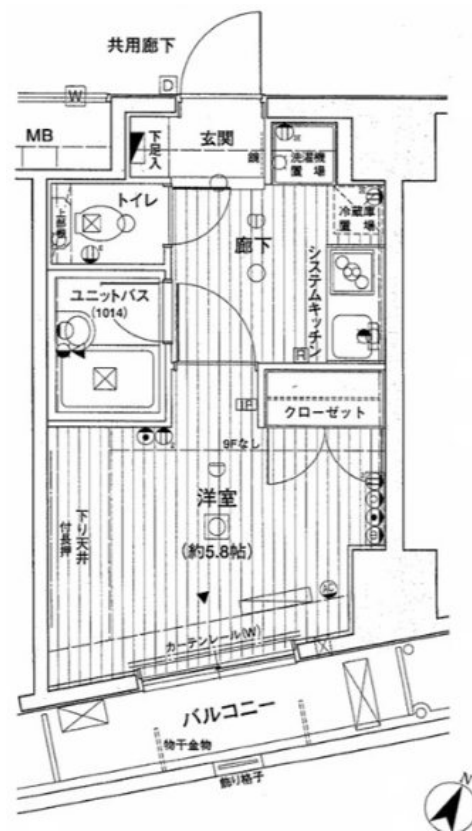 共用廊下
D
W
MB
下足入
玄関
鏡
洗濯機
置場
トイレ
上部棚
廊下
冷蔵庫
置場
システムキッチン
ユニットバス
(1014)
R
IP
クローゼット
9Fなし
洋室
(約5.8帖)
下り天井
付長押
AC
カーテンレール(W)
バルコニー
物干金物
飾り格子
N